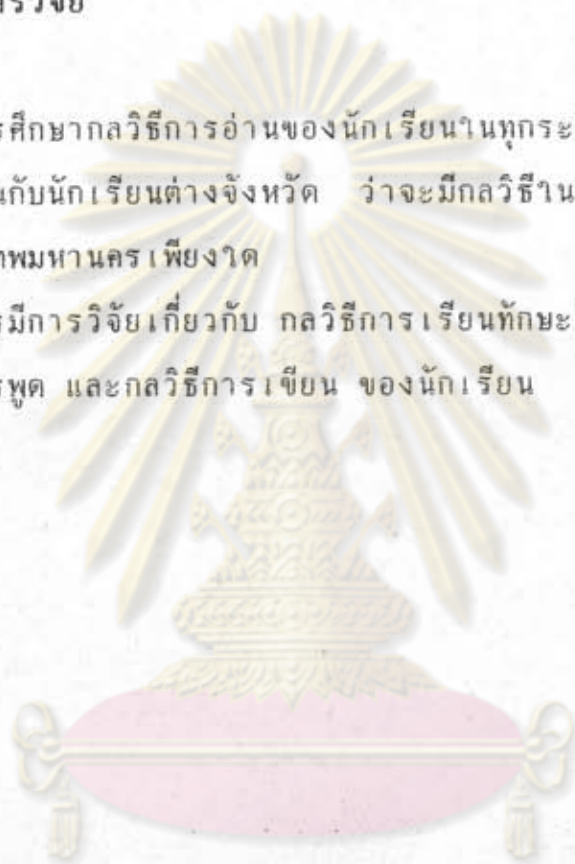 รวิจัย
รศึกษากลวิธีการอ่านของนักเรียนในทุกระ
นกับนักเรียนต่างจังหวัด ว่าจะมีกลวิธีใน
ทพมหานครเพียงใด
รมีการวิจัยเกี่ยวกับ กลวิธีการเรียนทักษะ
รพูด และกลวิธีการเขียน ของนักเรียน